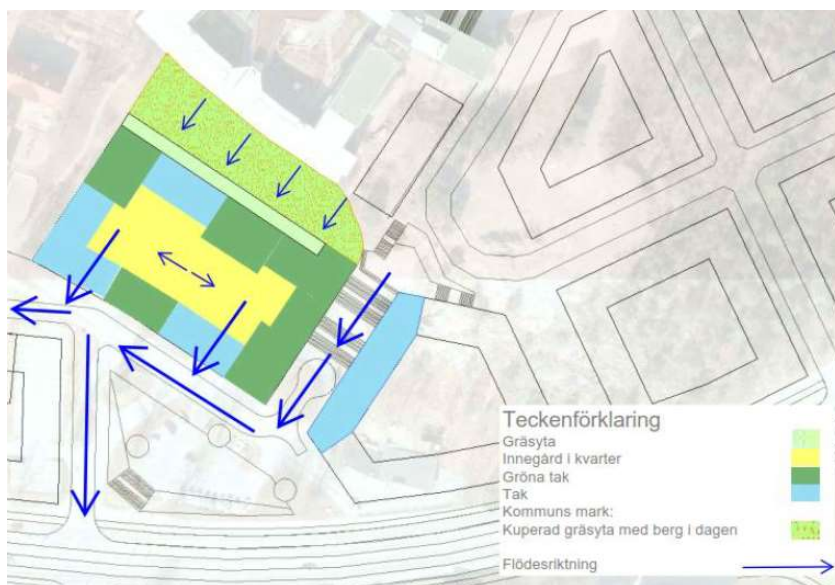 Teckenförklaring
Gräsyta
Innegård i kvarter
Gröna tak
Tak
Kommuns mark:
Kuperad gräsyta med berg i dagen
Flödesriktning